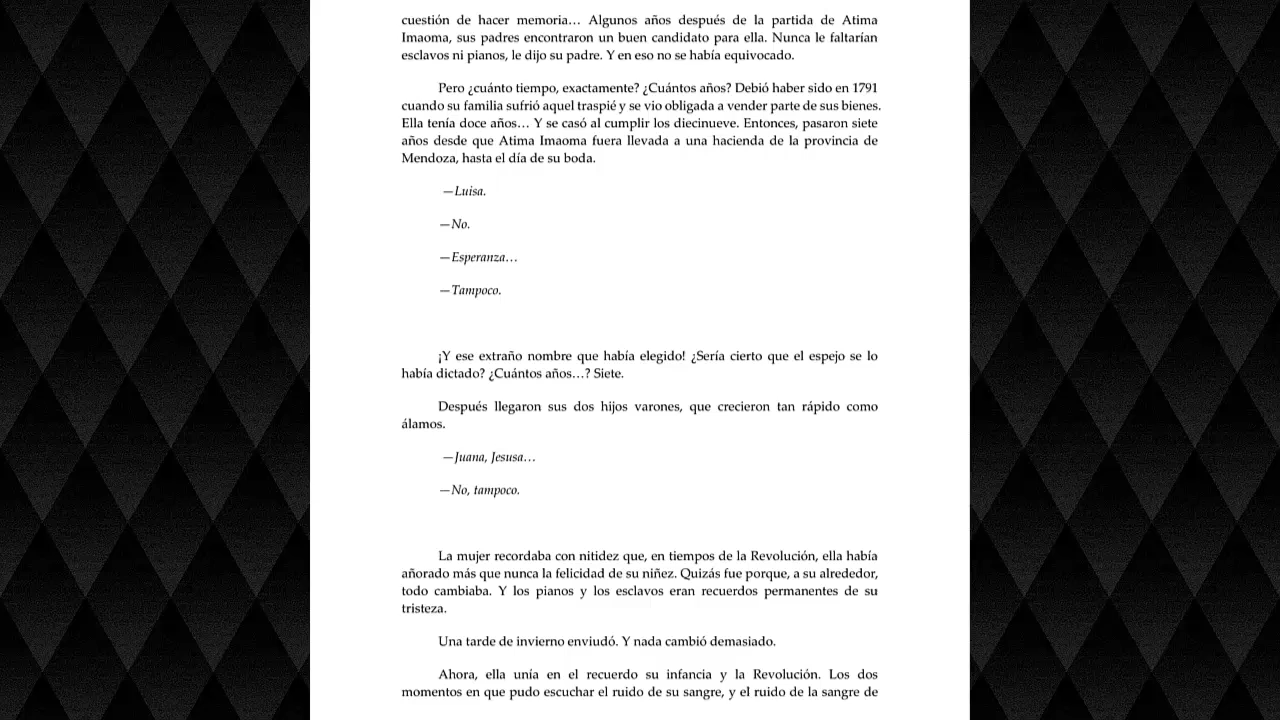 cuestión de hacer memoria… Algunos años después de la partida de Atima
Imaoma, sus padres encontraron un buen candidato para ella. Nunca le faltarían
esclavos ni pianos, le dijo su padre. Y en eso no se había equivocado.
Pero ¿cuánto tiempo, exactamente? ¿Cuántos años? Debió haber sido en 1791
cuando su familia sufrió aquel traspié y se vio obligada a vender parte de sus bienes.
Ella tenía doce años… Y se casó al cumplir los diecinueve. Entonces, pasaron siete
años desde que Atima Imaoma fuera llevada a una hacienda de la provincia de
Mendoza, hasta el día de su boda.
—Luisa.
—No.
—Esperanza…
—Tampoco.
¡Y ese extraño nombre que había elegido! ¿Sería cierto que el espejo se lo
había dictado? ¿Cuántos años…? Siete.
Después llegaron sus dos hijos varones, que crecieron tan rápido como
álamos.
—Juana, Jesusa…
—No, tampoco.
La mujer recordaba con nitidez que, en tiempos de la Revolución, ella había
añorado más que nunca la felicidad de su niñez. Quizás fue porque, a su alrededor,
todo cambiaba. Y los pianos y los esclavos eran recuerdos permanentes de su
tristeza.
Una tarde de invierno enviudó. Y nada cambió demasiado.
Ahora, ella unía en el recuerdo su infancia y la Revolución. Los dos
momentos en que pudo escuchar el ruido de su sangre, y el ruido de la sangre de